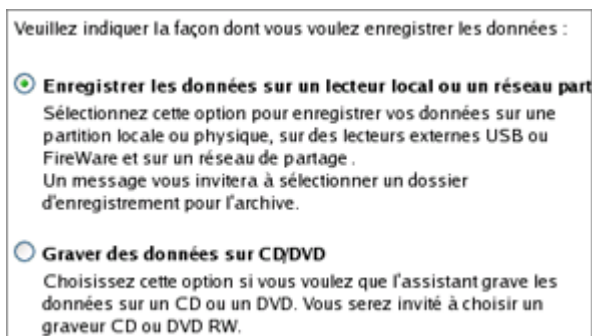 Veuillez indiquer la façon dont vous voulez enregistrer les données :
Enregistrer les données sur un lecteur local ou un réseau part
Sélectionnez cette option pour enregistrer vos données sur une
partition locale ou physique, sur des lecteurs externes USB ou
FireWare et sur un réseau de partage .
Un message vous invitera à sélectionner un dossier
d'enregistrement pour l'archive.
Graver des données sur CD/DVD
Choisissez cette option si vous voulez que l'assistant grave les
données sur un CD ou un DVD. Vous serez invité à choisir un
graveur CD ou DVD RW.